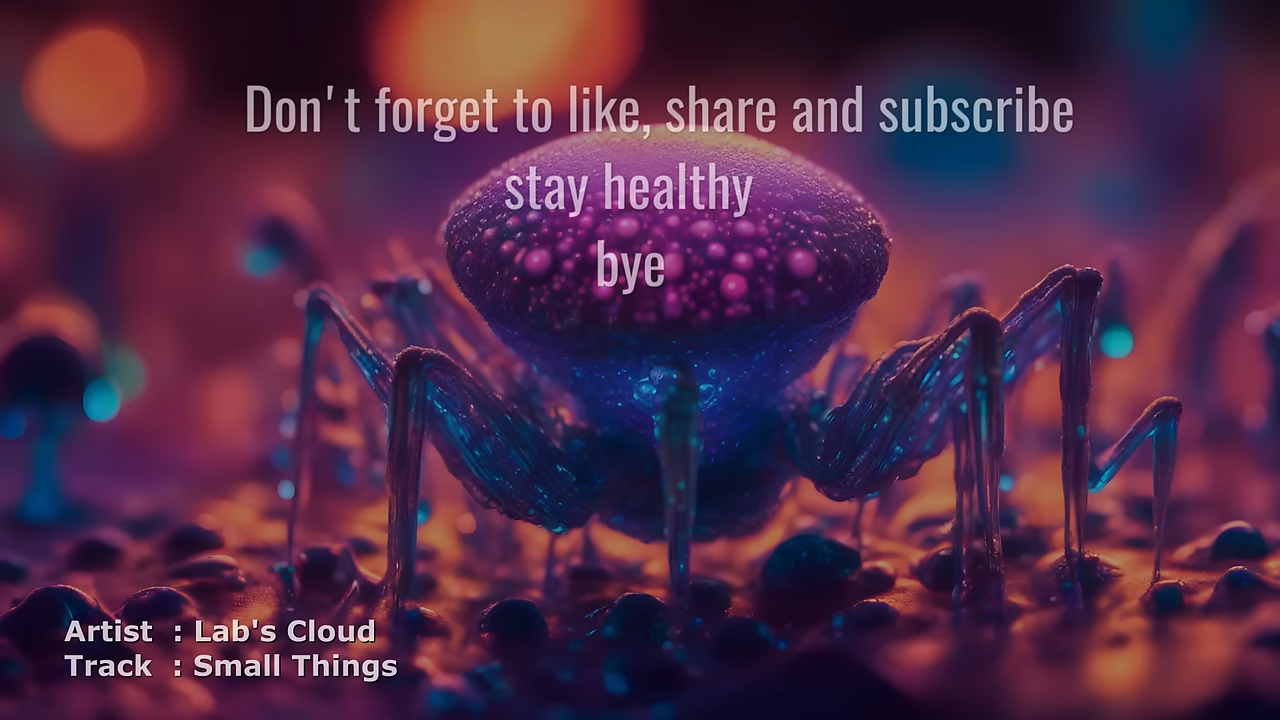 Don't forget to like, share and subscribe
stay healthy
bye
Artist : Lab's Cloud
Track : Small Things